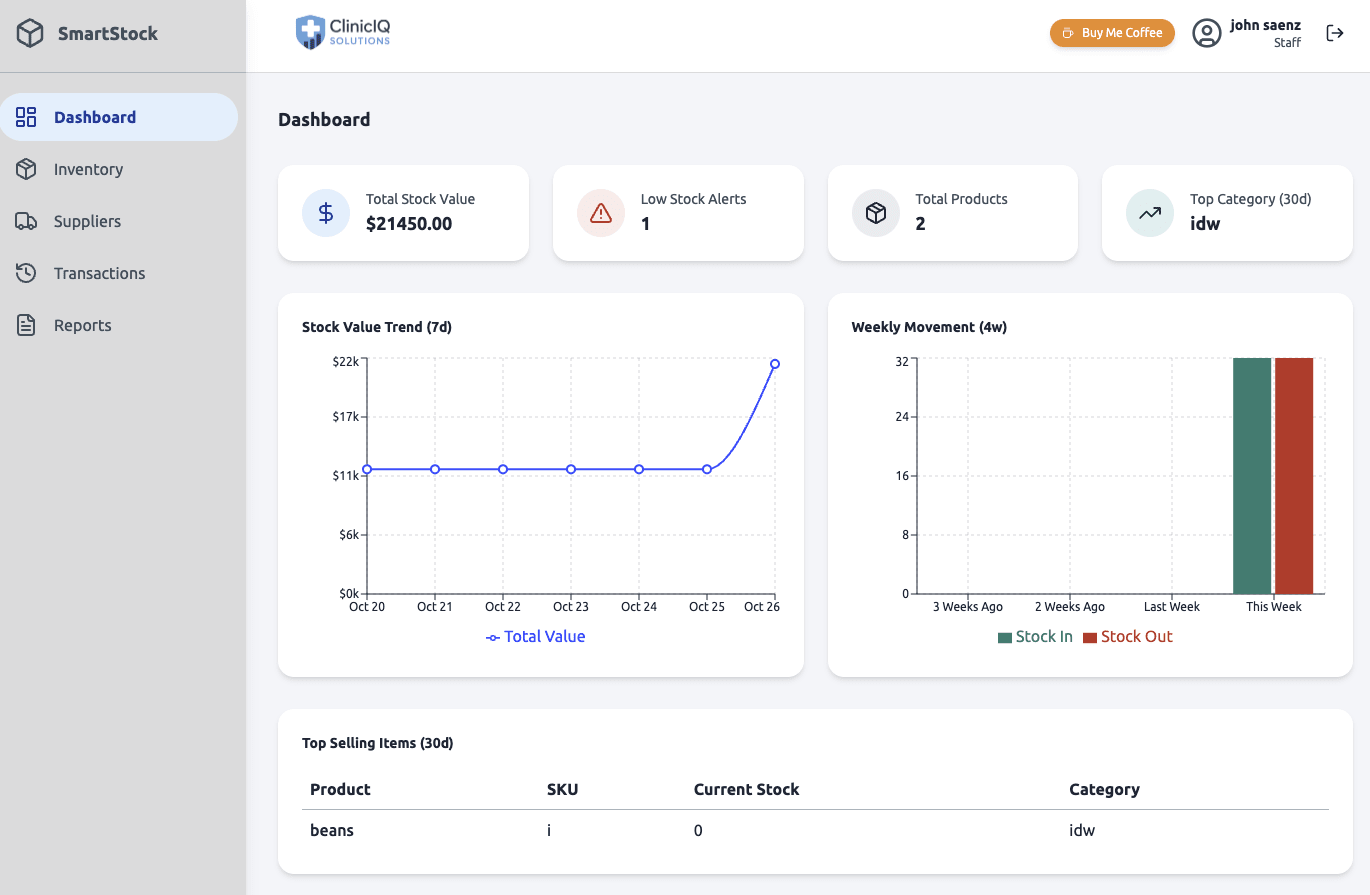 SmartStock
ClinicIQ
SOLUTIONS
Buy Me Coffee
john saenz
Staff
Dashboard
Inventory
Suppliers
Transactions
Reports
Dashboard
Total Stock Value
$21450.00
Low Stock Alerts
1
Total Products
2
Top Category (30d)
idw
Stock Value Trend (7d)
$22k
$17k
$11k
$6k
$0k
Oct 20 Oct 21 Oct 22 Oct 23 Oct 24 Oct 25 Oct 26
Total Value
Weekly Movement (4w)
32
24
16
8
0
3 Weeks Ago 2 Weeks Ago Last Week This Week
Stock In Stock Out
Top Selling Items (30d)
Product SKU Current Stock Category
beans i 0 idw